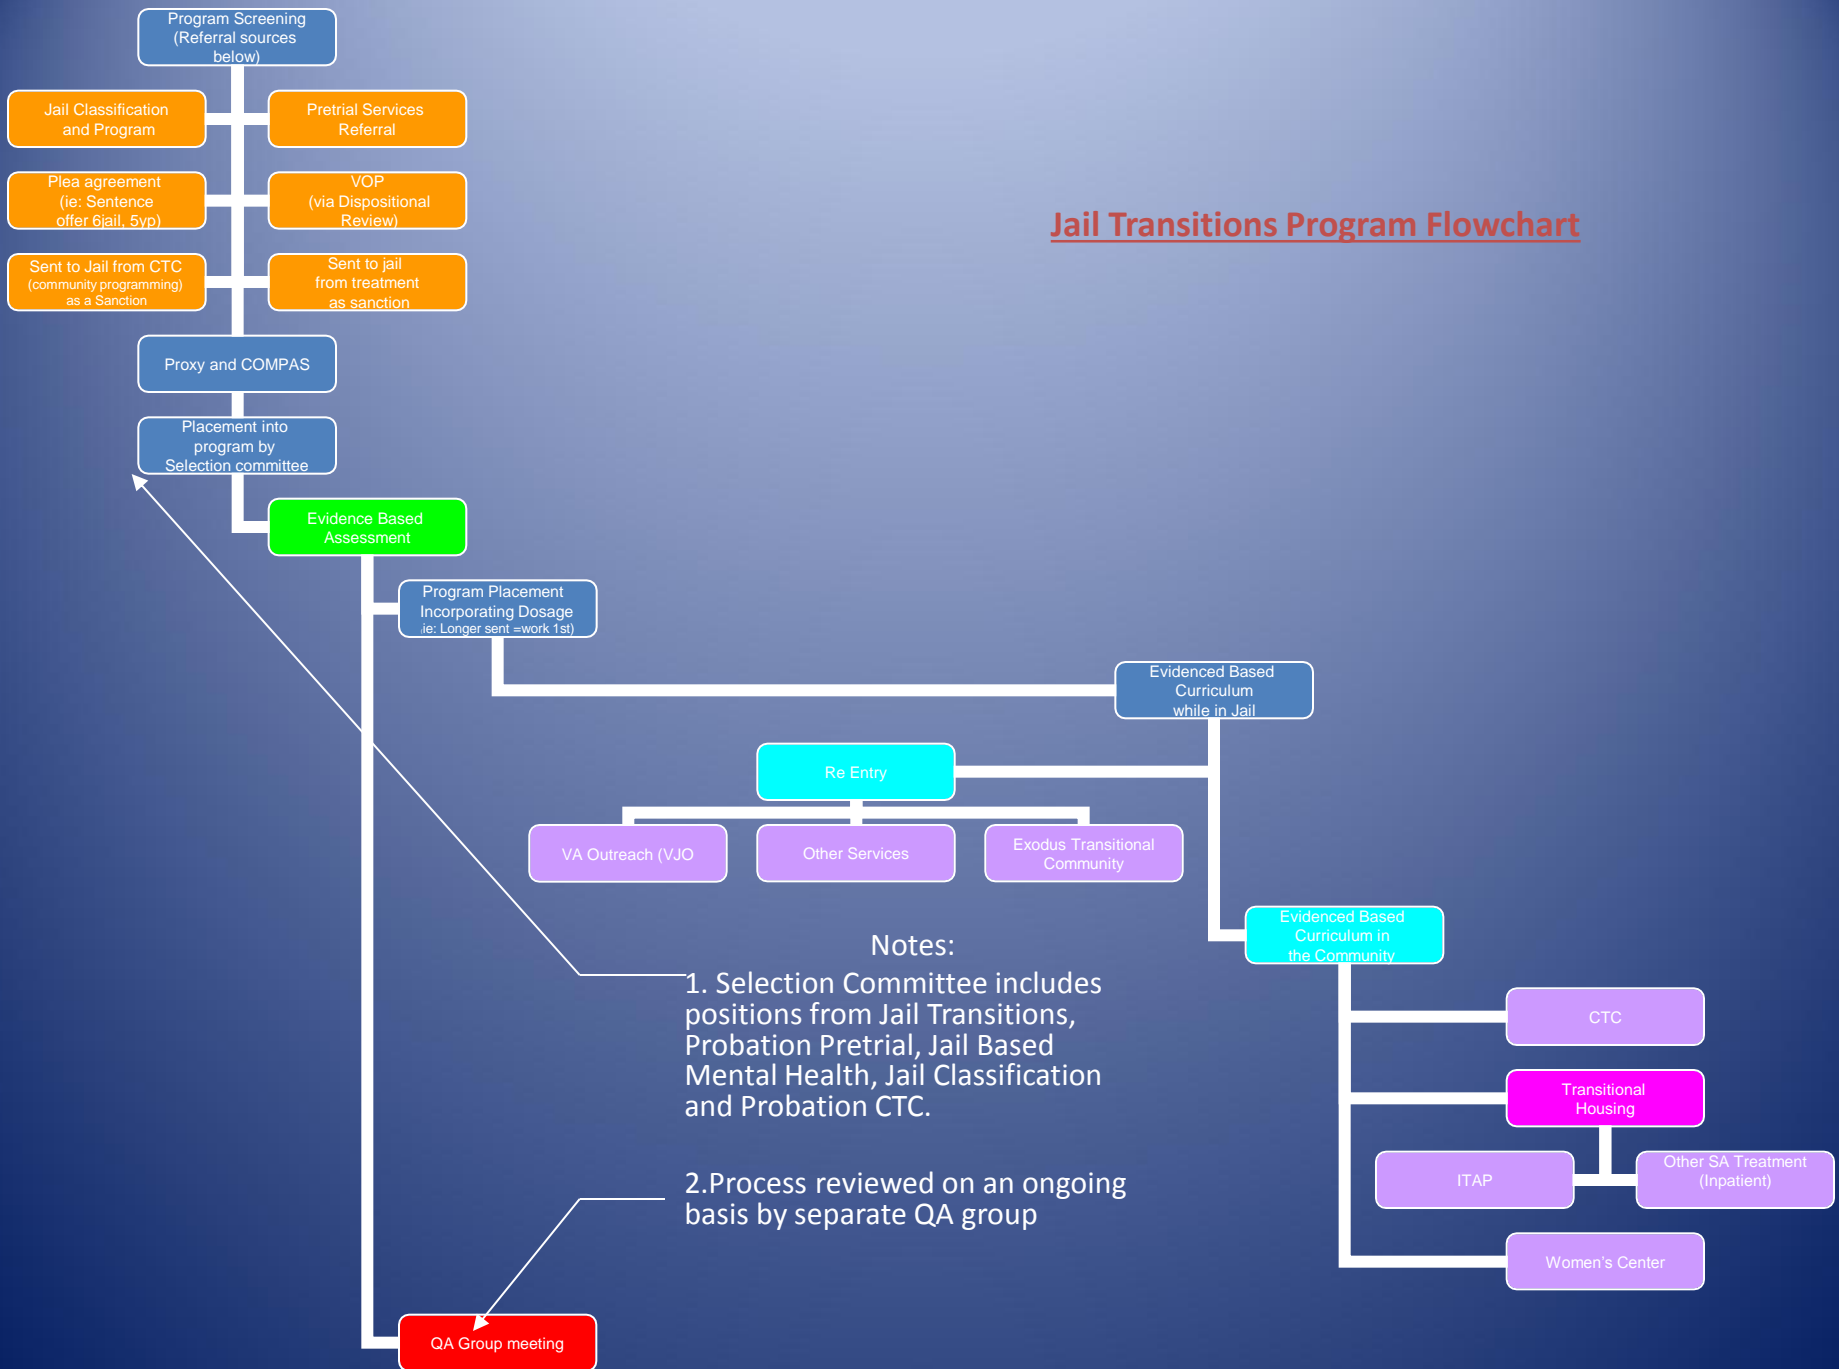 Program Screening
(Referral sources
below)
Jail Classification
and Program
Pretrial Services
Referral
Plea agreement
(ie: Sentence
offer 6jail, 5yp)
VOP
(via Dispositional
Review)
Sent to Jail from CTC
(community programming)
as a Sanction
Sent to jail
from treatment
as sanction
Jail Transitions Program Flowchart
Proxy and COMPAS
Placement into
program by
Selection committee
Evidence Based
Assessment
Program Placement
Incorporating Dosage
ie: Longer sent =work 1st)
Evidenced Based
Curriculum
while in Jail
Re Entry
VA Outreach (VJO
Other Services
Exodus Transitional
Community
Evidenced Based
Curriculum in
the Community
CTC
Transitional
Housing
ITAP
Other SA Treatment
(Inpatient)
Women's Center
Notes:
1. Selection Committee includes
positions from Jail Transitions,
Probation Pretrial, Jail Based
Mental Health, Jail Classification
and Probation CTC.
2.Process reviewed on an ongoing
basis by separate QA group
QA Group meeting